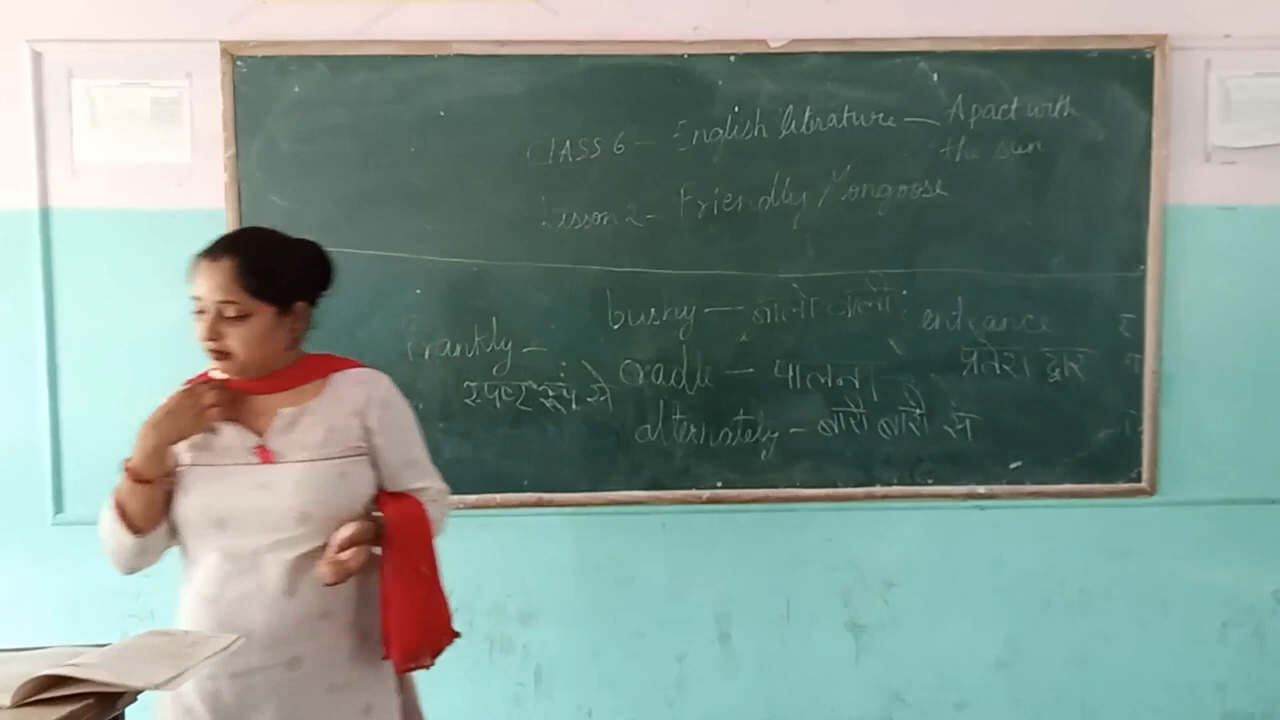 CLASS 6 - English literature - A pact with
the sun
Lesson 2 - Friendly Mongoose
bushy - बालो वाली
entrance
प्रवेश द्वार
frankly -
स्पष्ट रूप से
cradle - पालना
alternately - बारी बारी से